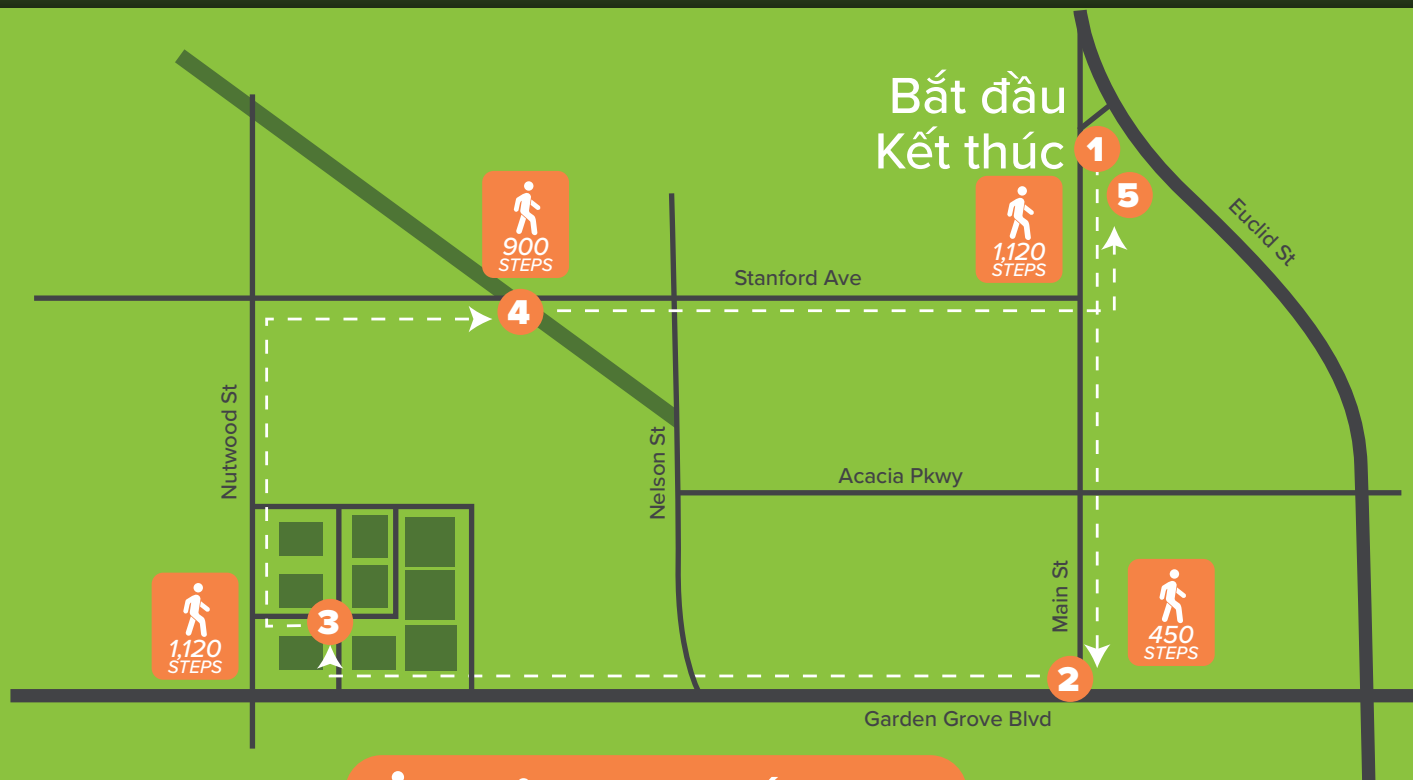 Bắt đầu
Kết thúc
1
5
1,120
STEPS
Euclid St
900
STEPS
Stanford Ave
4
Nutwood St
Nelson St
Acacia Pkwy
Main St
1,120
STEPS
3
450
STEPS
2
Garden Grove Blvd